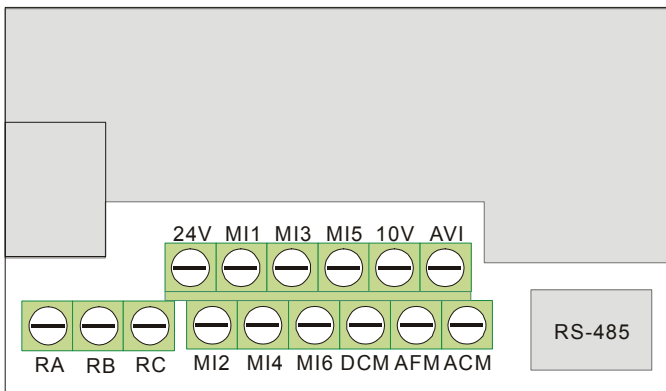 24V MI1 MI3 MI5 10V AVI
RS-485
RA RB RC MI2 MI4 MI6 DCM AFM ACM